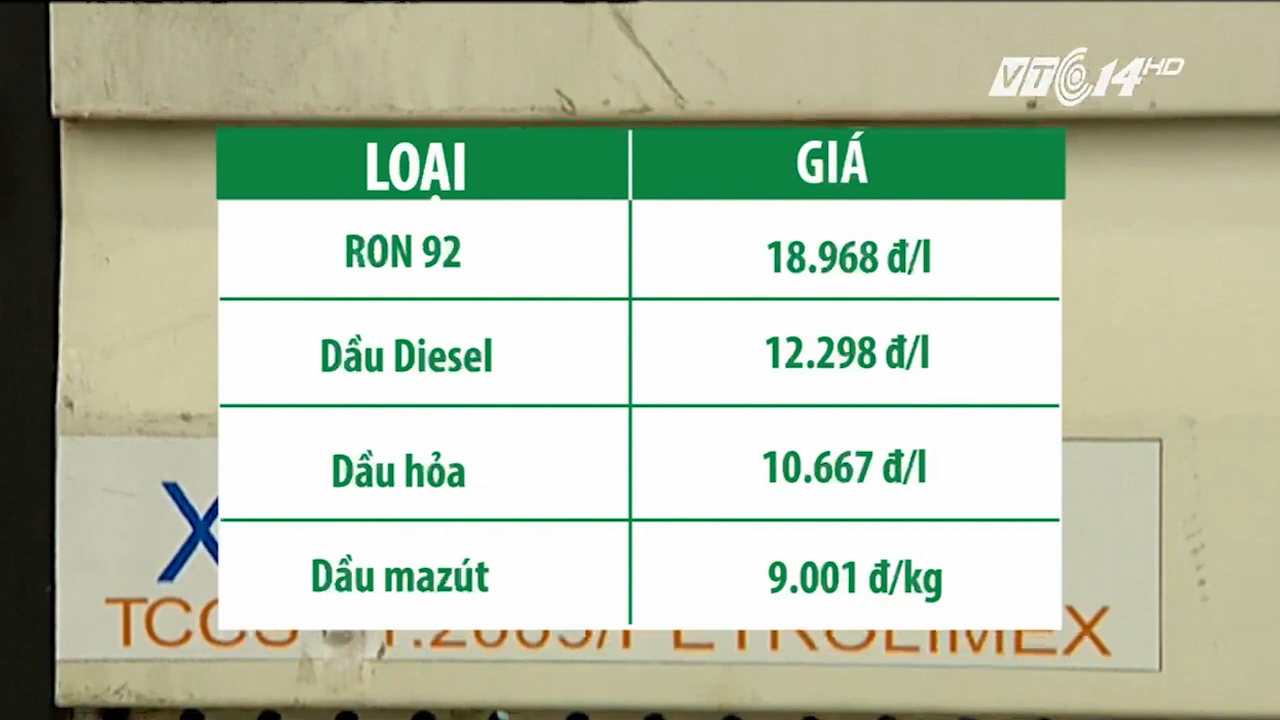 VTC14 HD
LOẠI GIÁ
RON 92 18.968 đ/l
Dầu Diesel 12.298 đ/l
Dầu hỏa 10.667 đ/l
Dầu mazút 9.001 đ/kg
X